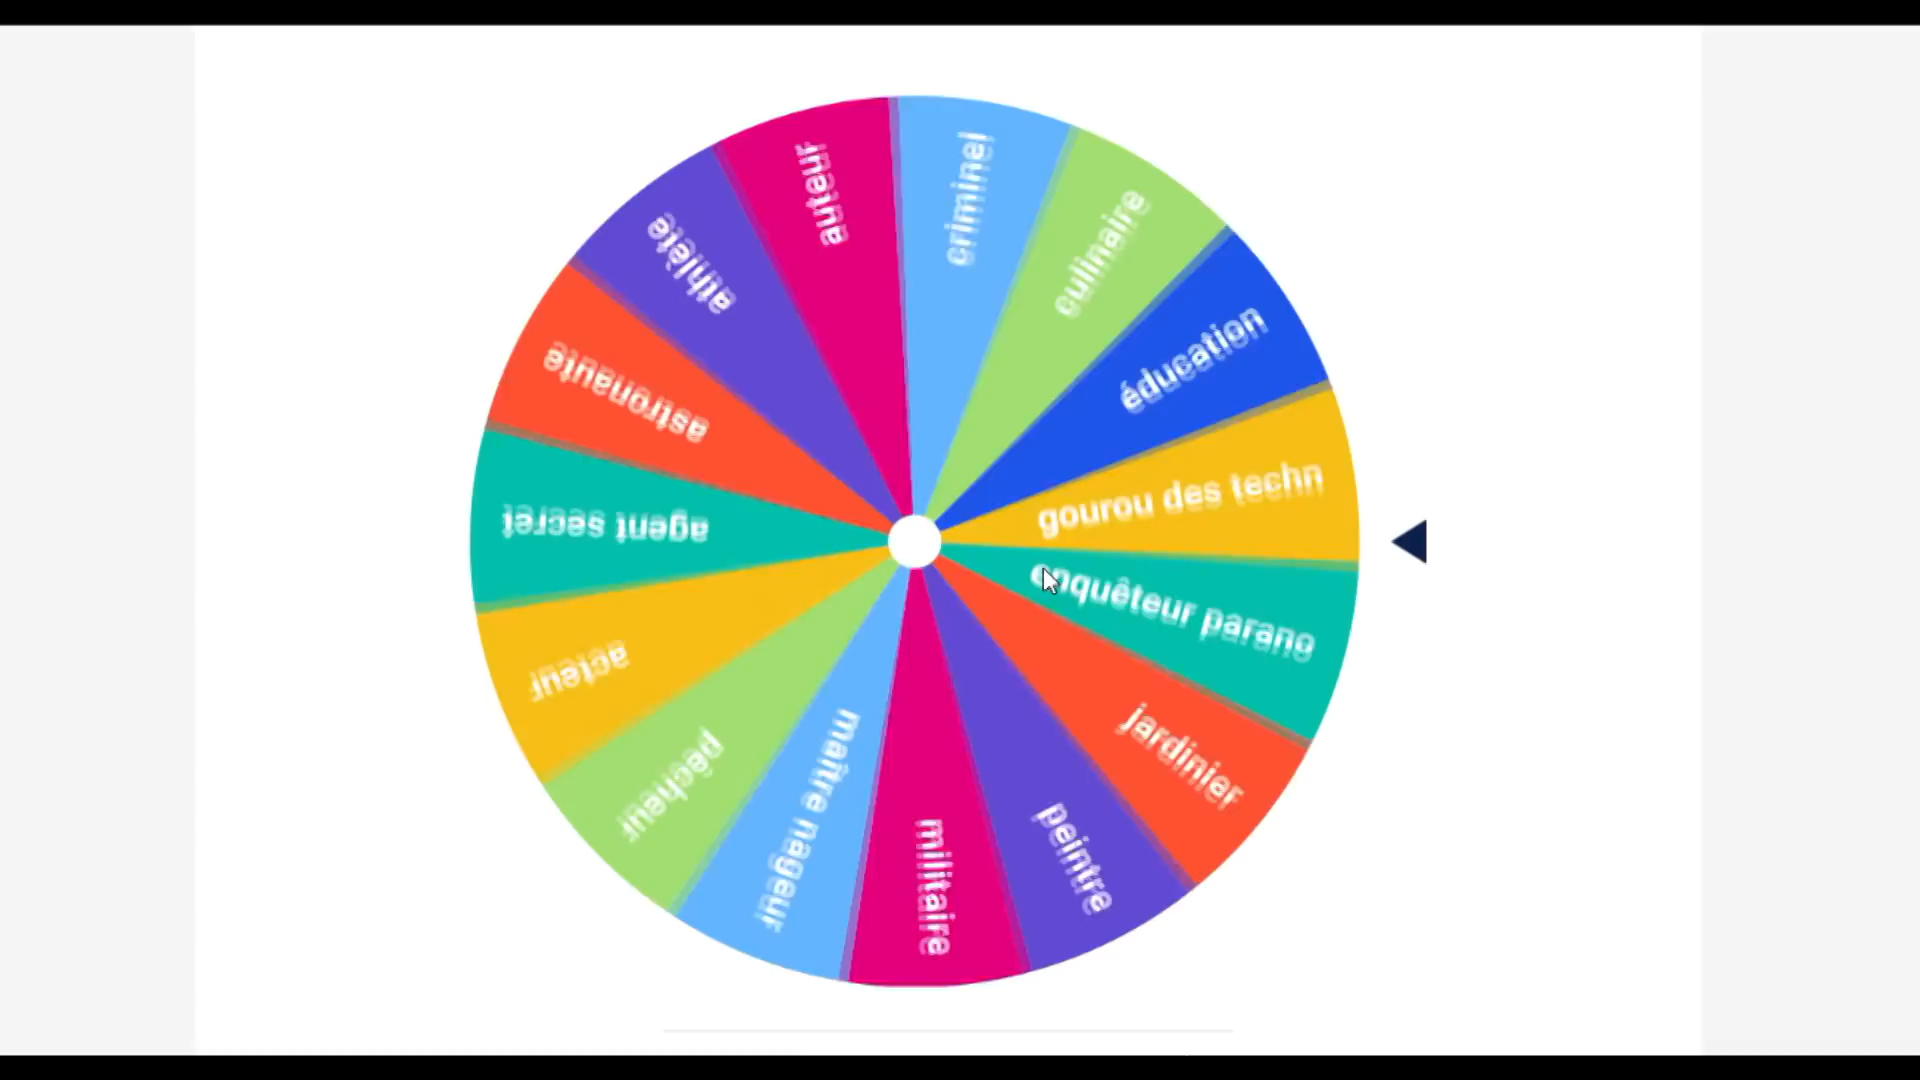 criminel
culinaire
éducation
gourou des techn
enquêteur parano
jardinier
peintre
militaire
maître nageur
pêcheur
acteur
agent secret
astronaute
athlète
auteur